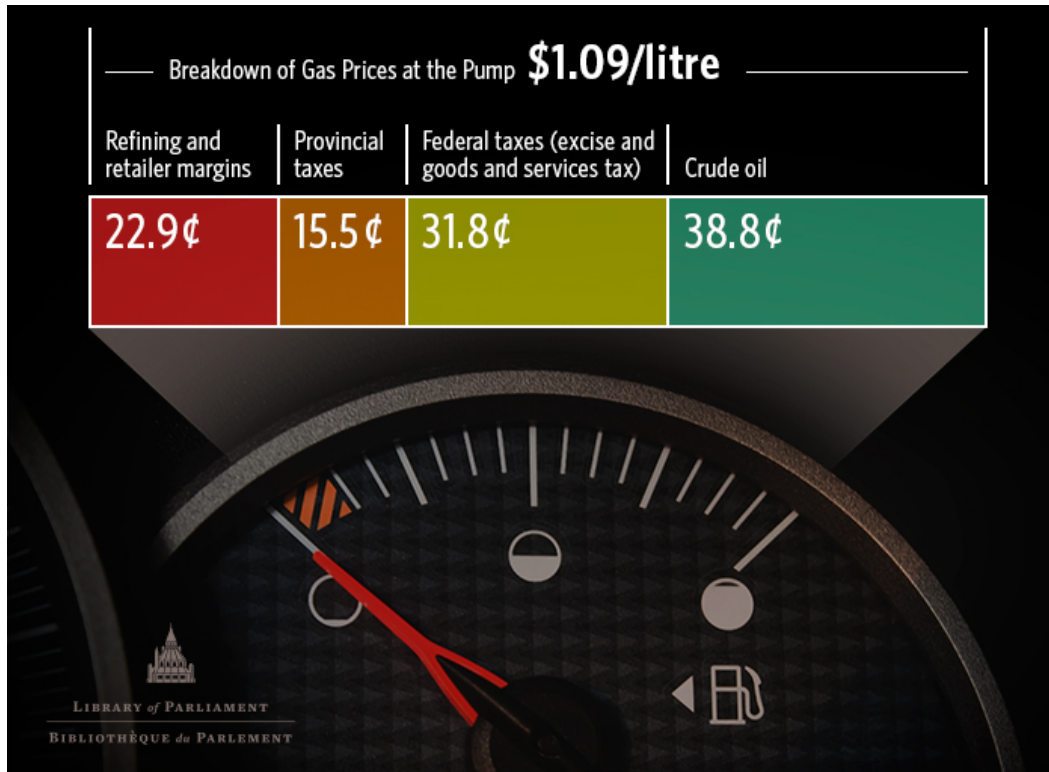 Breakdown of Gas Prices at the Pump $1.09/litre
Refining and
retailer margins
Provincial
taxes
Federal taxes (excise and
goods and services tax)
Crude oil
22.9¢
15.5¢
31.8¢
38.8¢
LIBRARY of PARLIAMENT
BIBLIOTHÈQUE du PARLEMENT